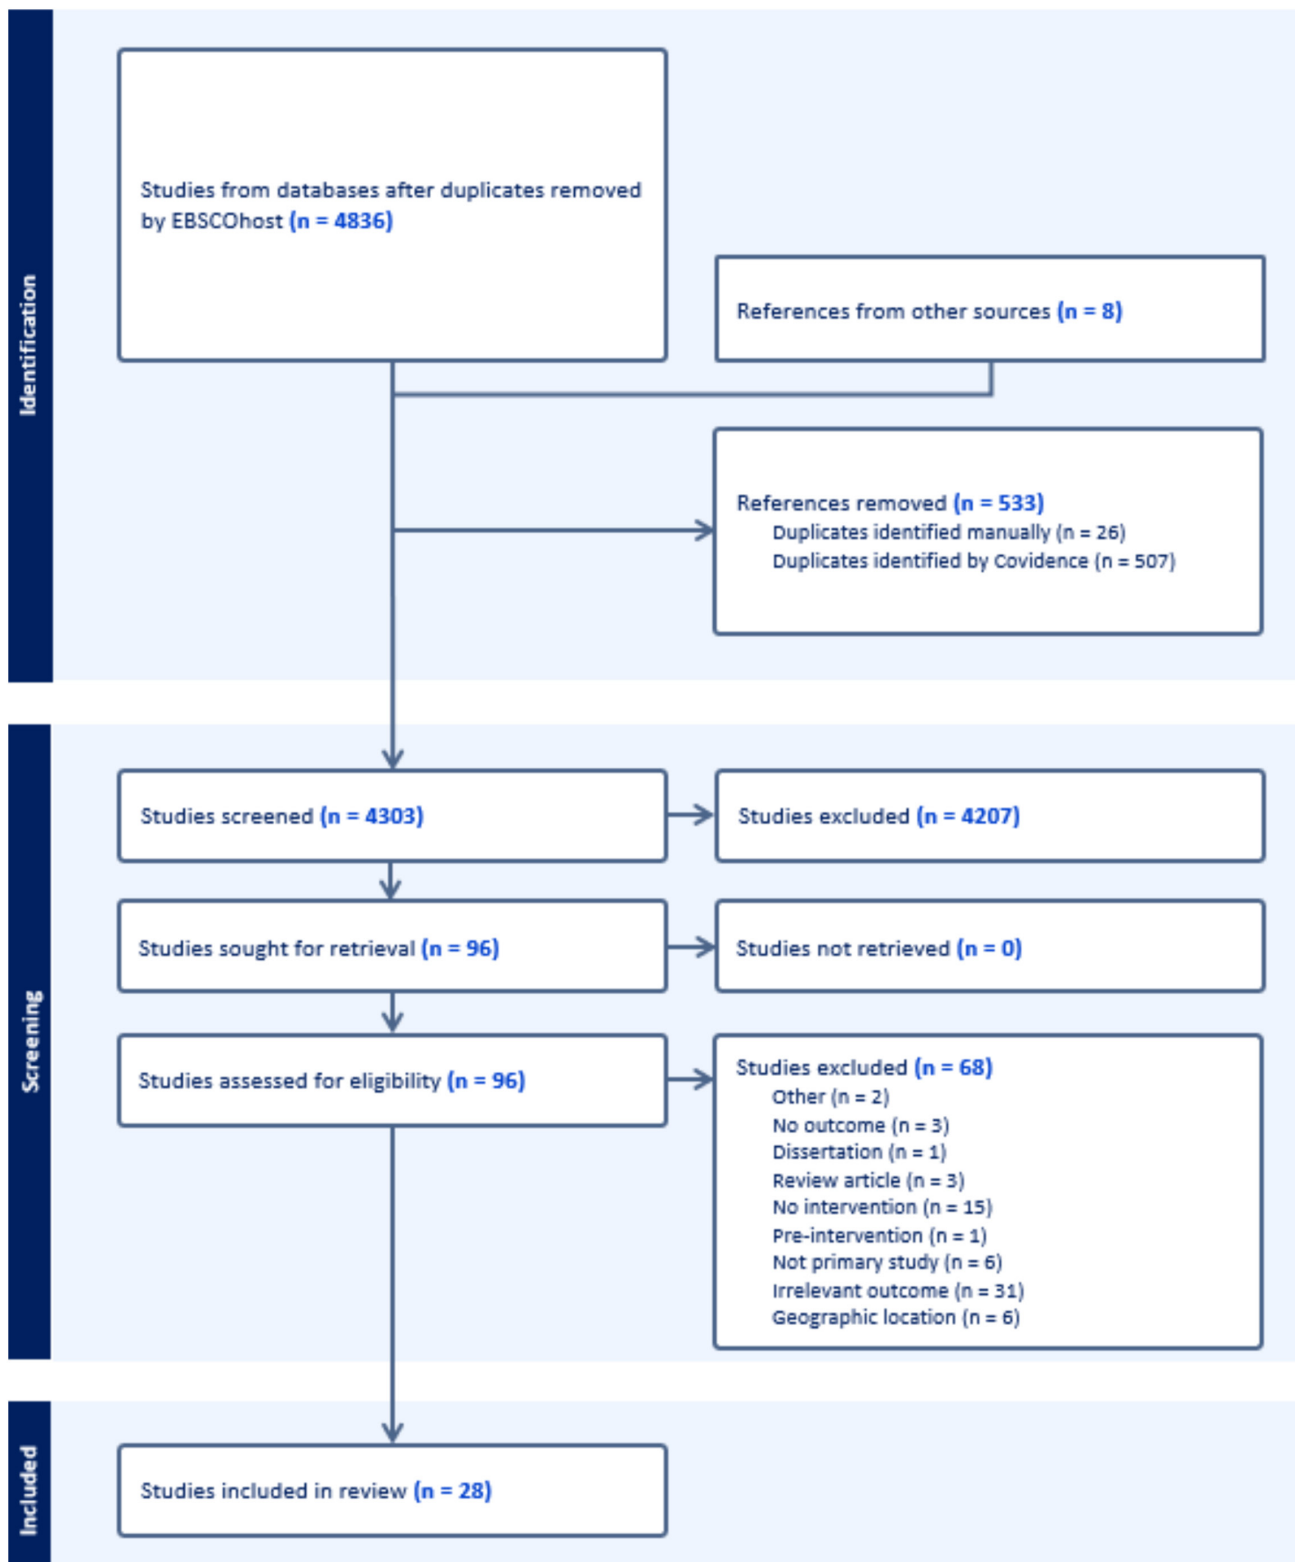 Identification
Studies from databases after duplicates removed
by EBSCOhost (n = 4836)
References from other sources (n = 8)
References removed (n = 533)
Duplicates identified manually (n = 26)
Duplicates identified by Covidence (n = 507)
Screening
Studies screened (n = 4303)
Studies excluded (n = 4207)
Studies sought for retrieval (n = 96)
Studies not retrieved (n = 0)
Studies assessed for eligibility (n = 96)
Studies excluded (n = 68)
Other (n = 2)
No outcome (n = 3)
Dissertation (n = 1)
Review article (n = 3)
No intervention (n = 15)
Pre-intervention (n = 1)
Not primary study (n = 6)
Irrelevant outcome (n = 31)
Geographic location (n = 6)
Included
Studies included in review (n = 28)